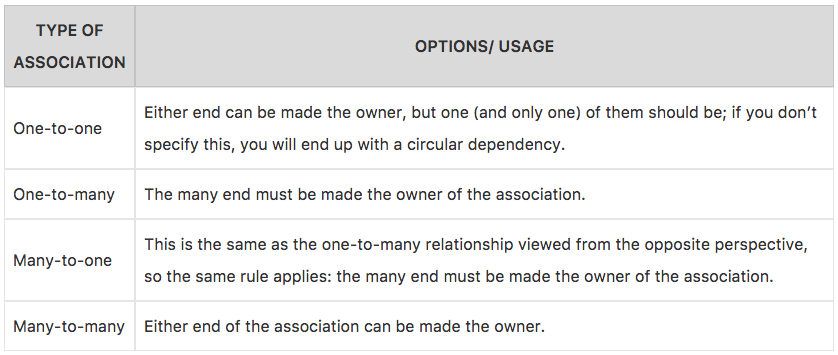 TYPE OF
ASSOCIATION
OPTIONS/ USAGE
One-to-one
Either end can be made the owner, but one (and only one) of them should be; if you don’t
specify this, you will end up with a circular dependency.
One-to-many
The many end must be made the owner of the association.
Many-to-one
This is the same as the one-to-many relationship viewed from the opposite perspective,
so the same rule applies: the many end must be made the owner of the association.
Many-to-many
Either end of the association can be made the owner.